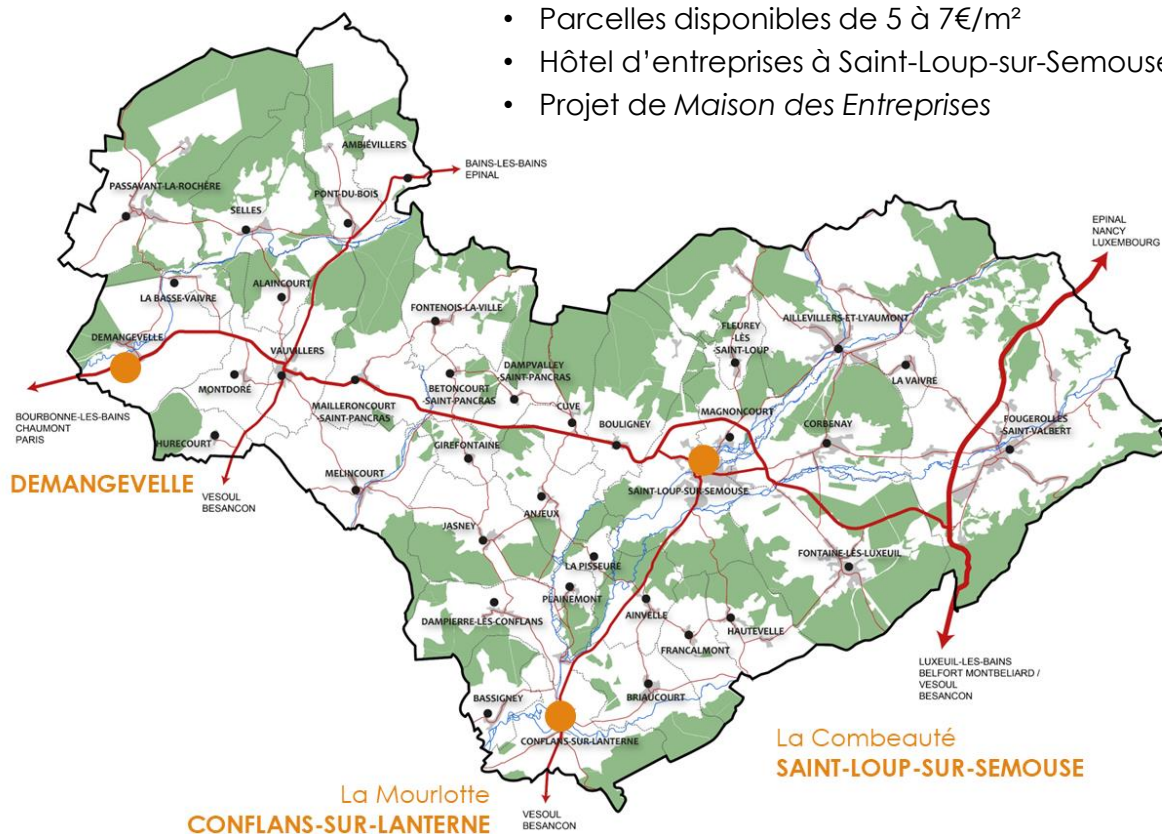 • Parcelles disponibles de 5 à 7€/m²
• Hôtel d'entreprises à Saint-Loup-sur-Semouse
• Projet de Maison des Entreprises
AMBIÉVILLERS
BAINS-LES-BAINS
EPINAL
PASSAVANT-LA-ROCHÈRE
PONT-DU-BOIS
SELLES
EPINAL
NANCY
LUXEMBOURG
LA BASSE-VAIVRE
ALAINCOURT
FONTENOIS-LA-VILLE
AILLEVILLERS-ET-LYAUMONT
FLEUREY
-LÈS
-SAINT-LOUP
DEMANGEVELLE
VAUVILLERS
DAMPVALLEY
-SAINT-PANCRAS
LA VAIVRE
MONTDORÉ
BETONCOURT
-SAINT-PANCRAS
MAILLERONCOURT
-SAINT-PANCRAS
CUVE
MAGNONCOURT
BOURBONNE-LES-BAINS
CHAUMONT
PARIS
FOUGEROLLES
SAINT-VALBERT
BOULIGNEY
CORBENAY
HURECOURT
GIREFONTAINE
DEMANGEVELLE
MELINCOURT
SAINT-LOUP-SUR-SEMOUSE
VESOUL
BESANCON
ANJEUX
JASNEY
FONTAINE-LÈS-LUXEUIL
LA PISSEURE
PLAINEMONT
AINVELLE
DAMPIERRE-LÈS-CONFLANS
HAUTEVELLE
FRANCALMONT
LUXEUIL-LES-BAINS
BELFORT MONTBELIARD /
VESOUL
BESANCON
BASSIGNEY
BRIAUCOURT
CONFLANS-SUR-LANTERNE
La Combeauté
SAINT-LOUP-SUR-SEMOUSE
La Mourlotte
CONFLANS-SUR-LANTERNE
VESOUL
BESANCON